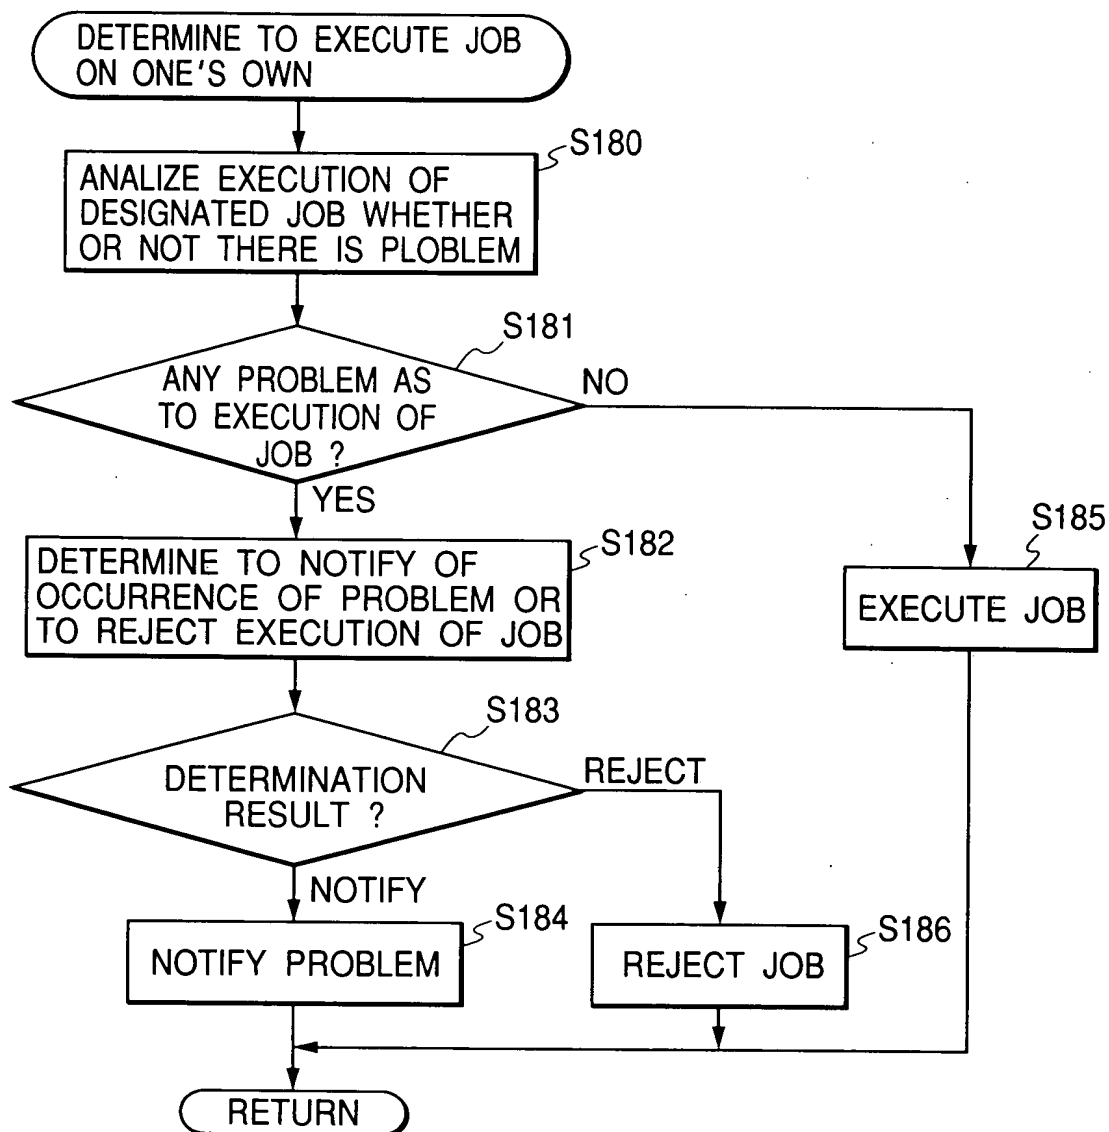 DETERMINE TO EXECUTE JOB
ON ONE'S OWN
S180
ANALIZE EXECUTION OF
DESIGNATED JOB WHETHER
OR NOT THERE IS PLOBLEM
S181
ANY PROBLEM AS
TO EXECUTION OF
JOB ?
NO
YES
S182
DETERMINE TO NOTIFY OF
OCCURRENCE OF PROBLEM OR
TO REJECT EXECUTION OF JOB
S185
EXECUTE JOB
S183
DETERMINATION
RESULT ?
REJECT
NOTIFY
S184
NOTIFY PROBLEM
S186
REJECT JOB
RETURN